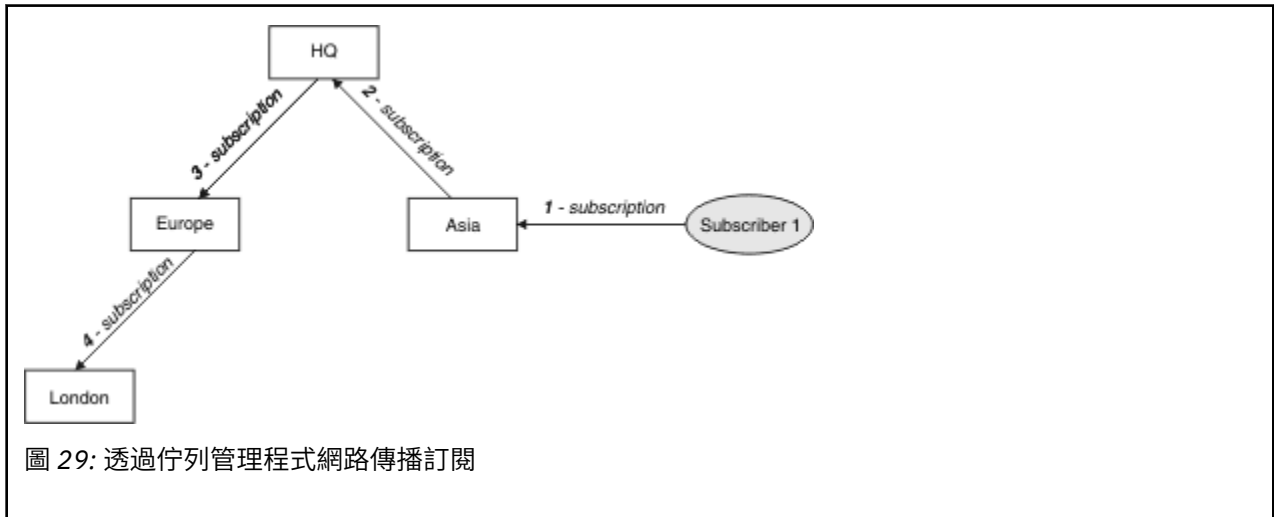 HQ
3 - subscription
2 - subscription
Europe
Asia
1 - subscription
Subscriber 1
4 - subscription
London
圖 29: 透過佇列管理程式網路傳播訂閱